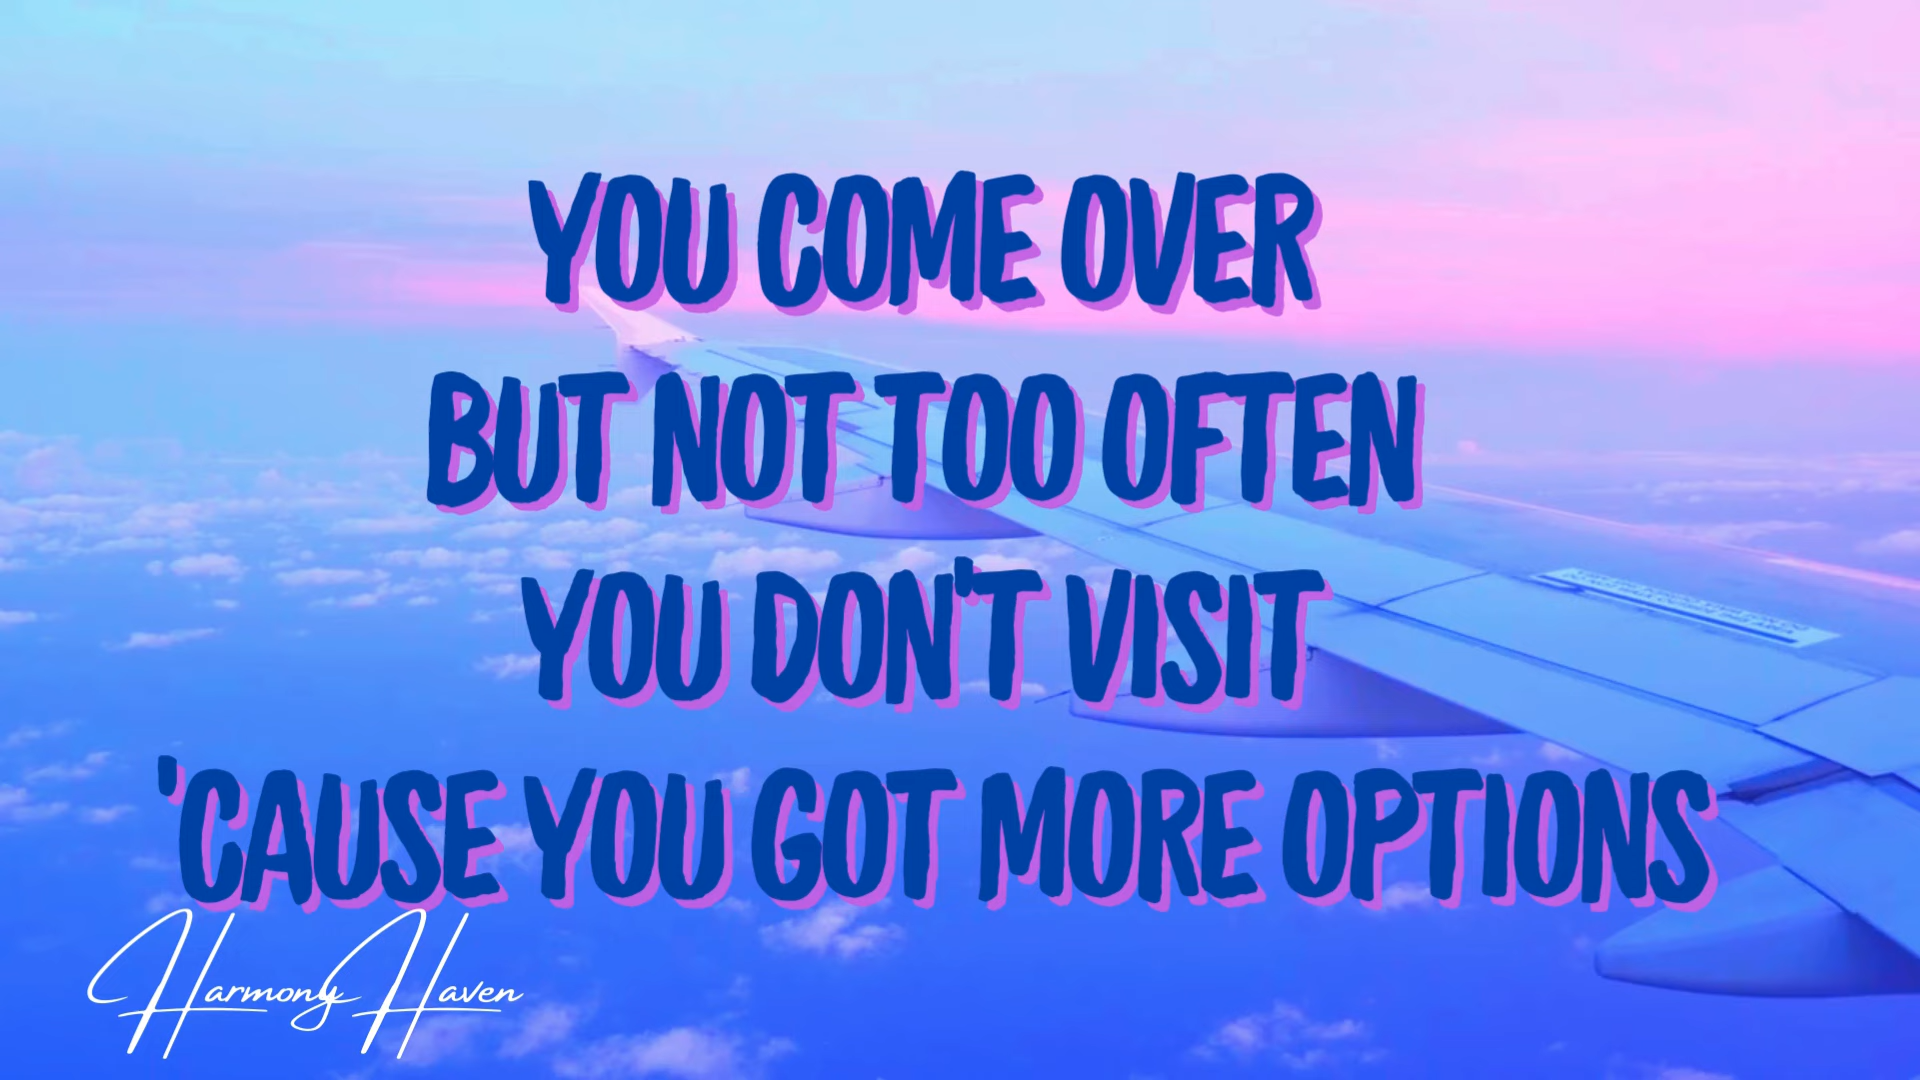 YOU COME OVER
BUT NOT TOO OFTEN
YOU DON'T VISIT
'CAUSE YOU GOT MORE OPTIONS
Harmony Haven